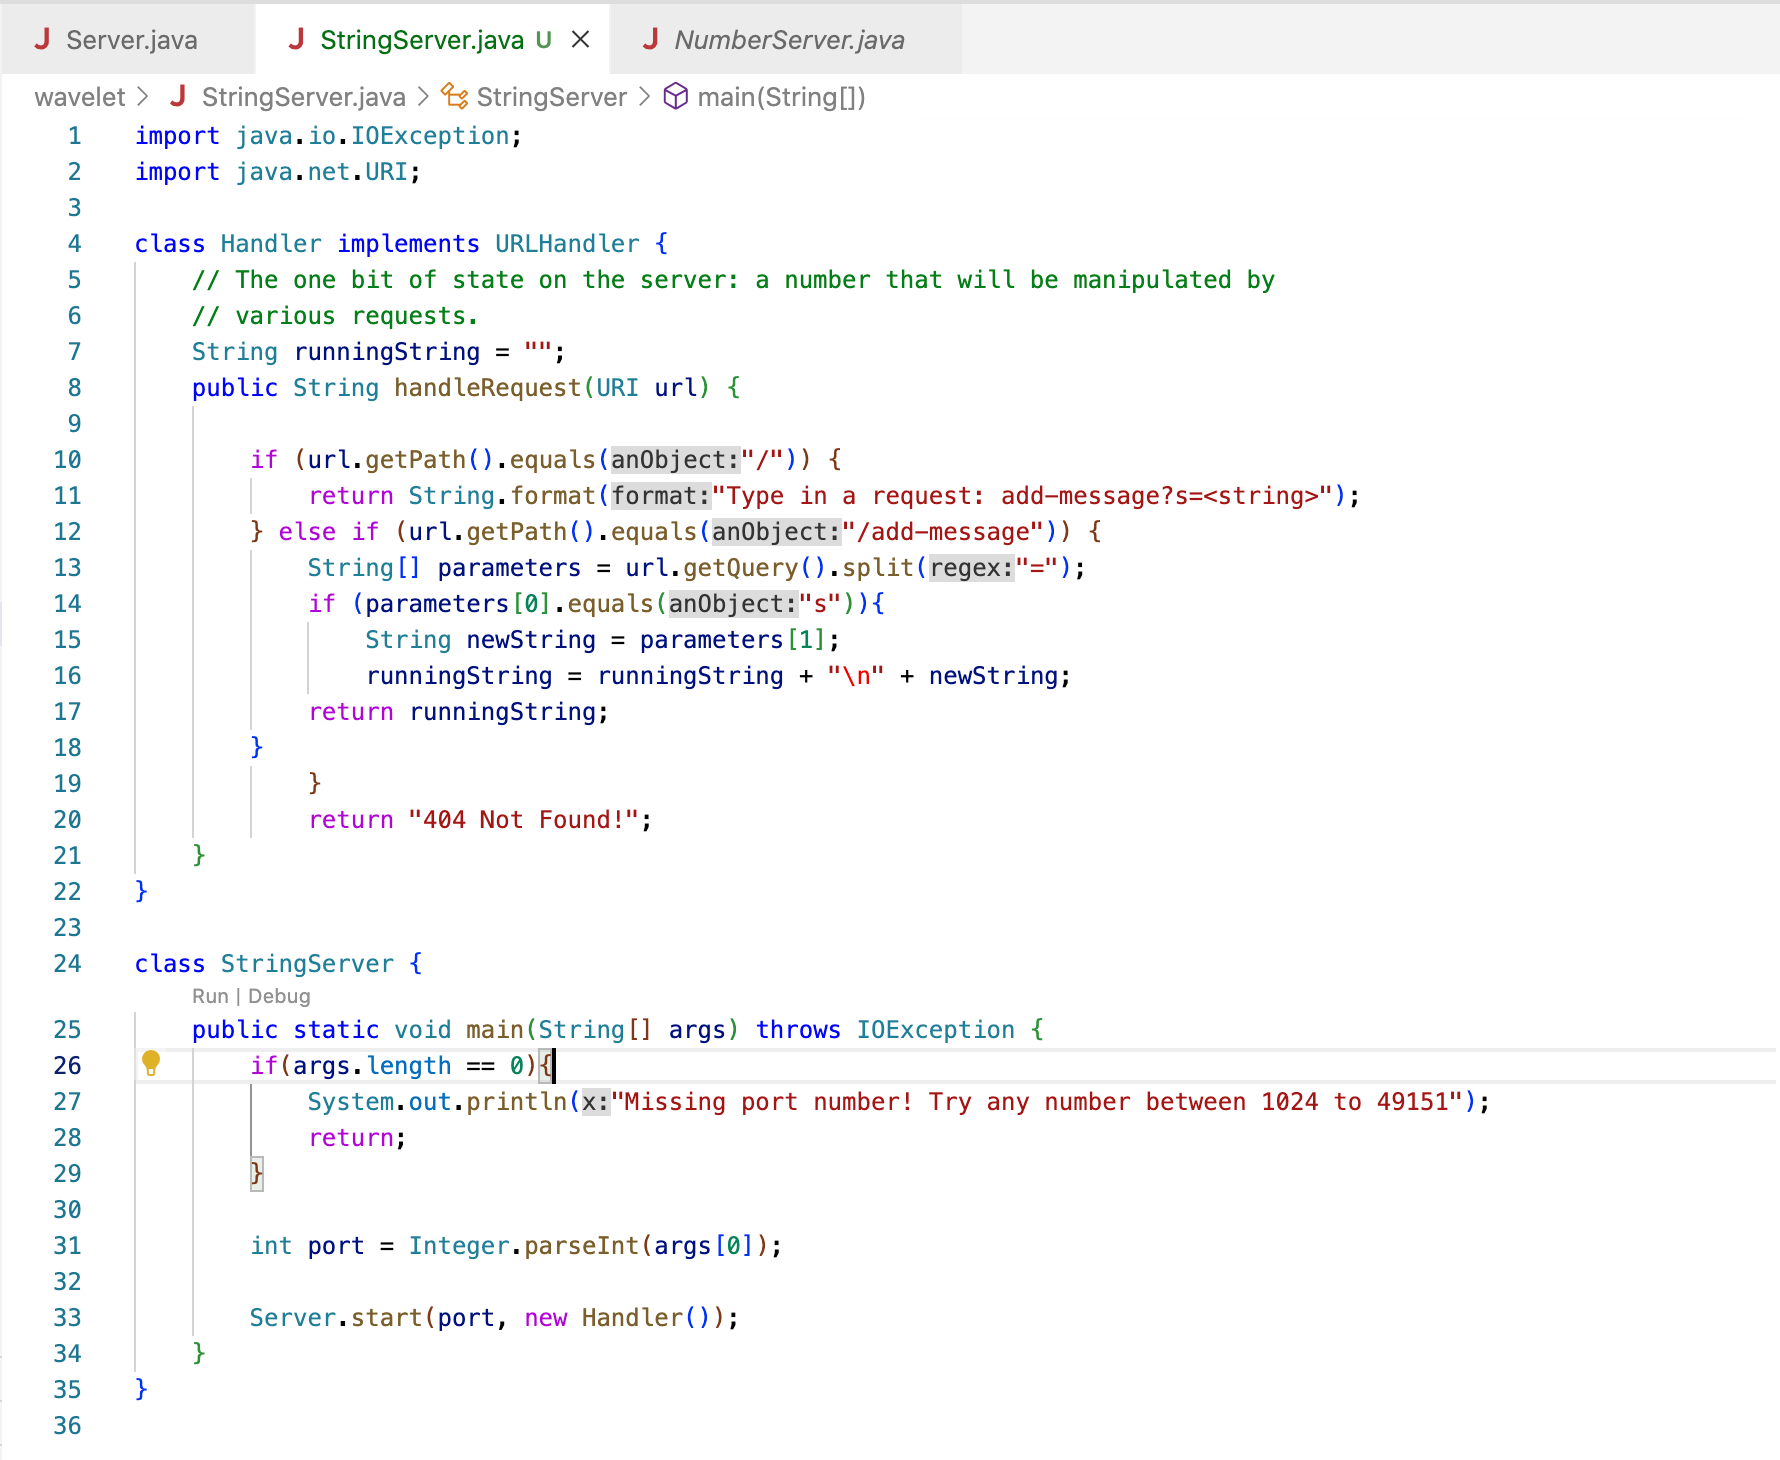 Server.java StringServer.java U × NumberServer.java
wavelet > StringServer.java > StringServer > main(String[])
1 import java.io.IOException;
2 import java.net.URI;
3
4 class Handler implements URLHandler {
5     // The one bit of state on the server: a number that will be manipulated by
6     // various requests.
7     String runningString = "";
8     public String handleRequest(URI url) {
9
10         if (url.getPath().equals(anObject:"/")) {
11             return String.format(format:"Type in a request: add-message?s=<string>");
12         } else if (url.getPath().equals(anObject:"/add-message")) {
13             String[] parameters = url.getQuery().split(regex:"=");
14             if (parameters[0].equals(anObject:"s")){
15                 String newString = parameters[1];
16                 runningString = runningString + "\n" + newString;
17             return runningString;
18         }
19             }
20             return "404 Not Found!";
21     }
22 }
23
24 class StringServer {
Run | Debug
25     public static void main(String[] args) throws IOException {
26         if(args.length == 0){
27             System.out.println(x:"Missing port number! Try any number between 1024 to 49151");
28             return;
29         }
30
31         int port = Integer.parseInt(args[0]);
32
33         Server.start(port, new Handler());
34     }
35 }
36